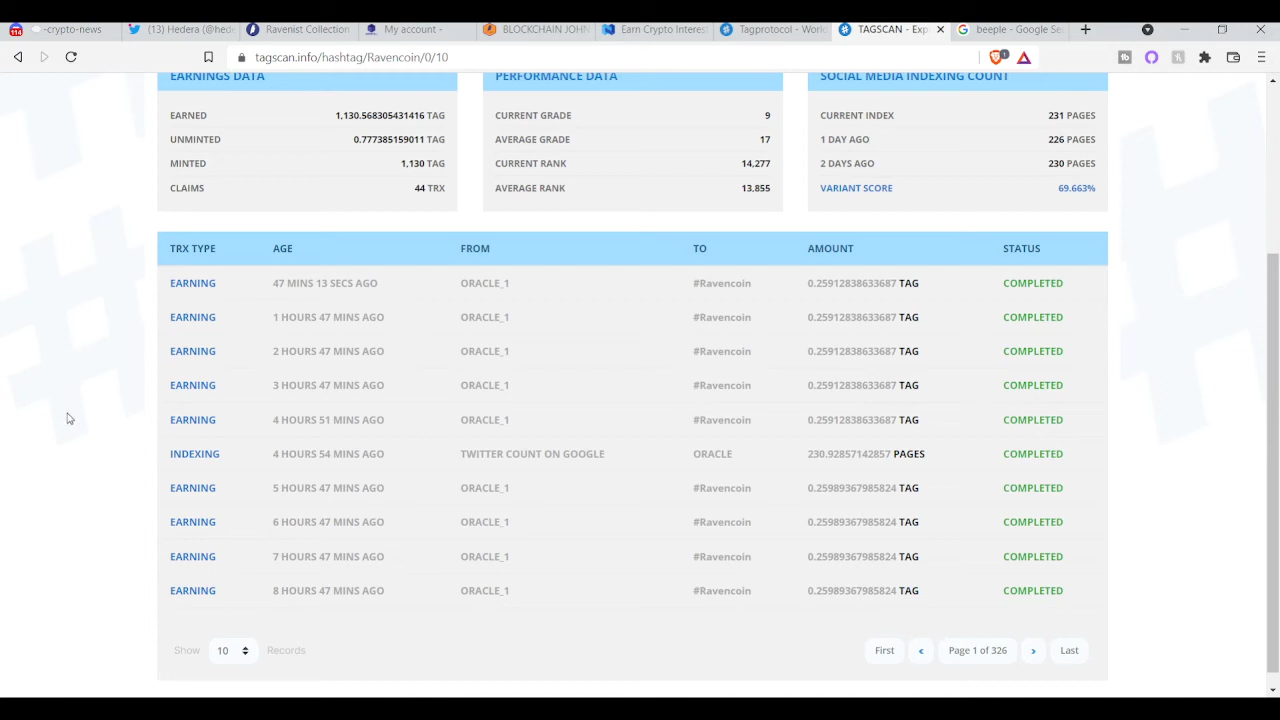 114
-crypto-news
(13) Hedera (@hede
Ravenist Collection
My account -
BLOCKCHAIN JOHN
Earn Crypto Interes
Tagprotocol - World
TAGSCAN - Exp
beeple - Google Se
tagscan.info/hashtag/Ravencoin/0/10
EARNINGS DATA
EARNED 1,130.568305431416 TAG
UNMINTED 0.777385159011 TAG
MINTED 1,130 TAG
CLAIMS 44 TRX
PERFORMANCE DATA
CURRENT GRADE 9
AVERAGE GRADE 17
CURRENT RANK 14,277
AVERAGE RANK 13.855
SOCIAL MEDIA INDEXING COUNT
CURRENT INDEX 231 PAGES
1 DAY AGO 226 PAGES
2 DAYS AGO 230 PAGES
VARIANT SCORE 69.663%
TRX TYPE AGE FROM TO AMOUNT STATUS
EARNING 47 MINS 13 SECS AGO ORACLE_1 #Ravencoin 0.25912838633687 TAG COMPLETED
EARNING 1 HOURS 47 MINS AGO ORACLE_1 #Ravencoin 0.25912838633687 TAG COMPLETED
EARNING 2 HOURS 47 MINS AGO ORACLE_1 #Ravencoin 0.25912838633687 TAG COMPLETED
EARNING 3 HOURS 47 MINS AGO ORACLE_1 #Ravencoin 0.25912838633687 TAG COMPLETED
EARNING 4 HOURS 51 MINS AGO ORACLE_1 #Ravencoin 0.25912838633687 TAG COMPLETED
INDEXING 4 HOURS 54 MINS AGO TWITTER COUNT ON GOOGLE ORACLE 230.92857142857 PAGES COMPLETED
EARNING 5 HOURS 47 MINS AGO ORACLE_1 #Ravencoin 0.25989367985824 TAG COMPLETED
EARNING 6 HOURS 47 MINS AGO ORACLE_1 #Ravencoin 0.25989367985824 TAG COMPLETED
EARNING 7 HOURS 47 MINS AGO ORACLE_1 #Ravencoin 0.25989367985824 TAG COMPLETED
EARNING 8 HOURS 47 MINS AGO ORACLE_1 #Ravencoin 0.25989367985824 TAG COMPLETED
Show 10 Records
First ‹ Page 1 of 326 › Last